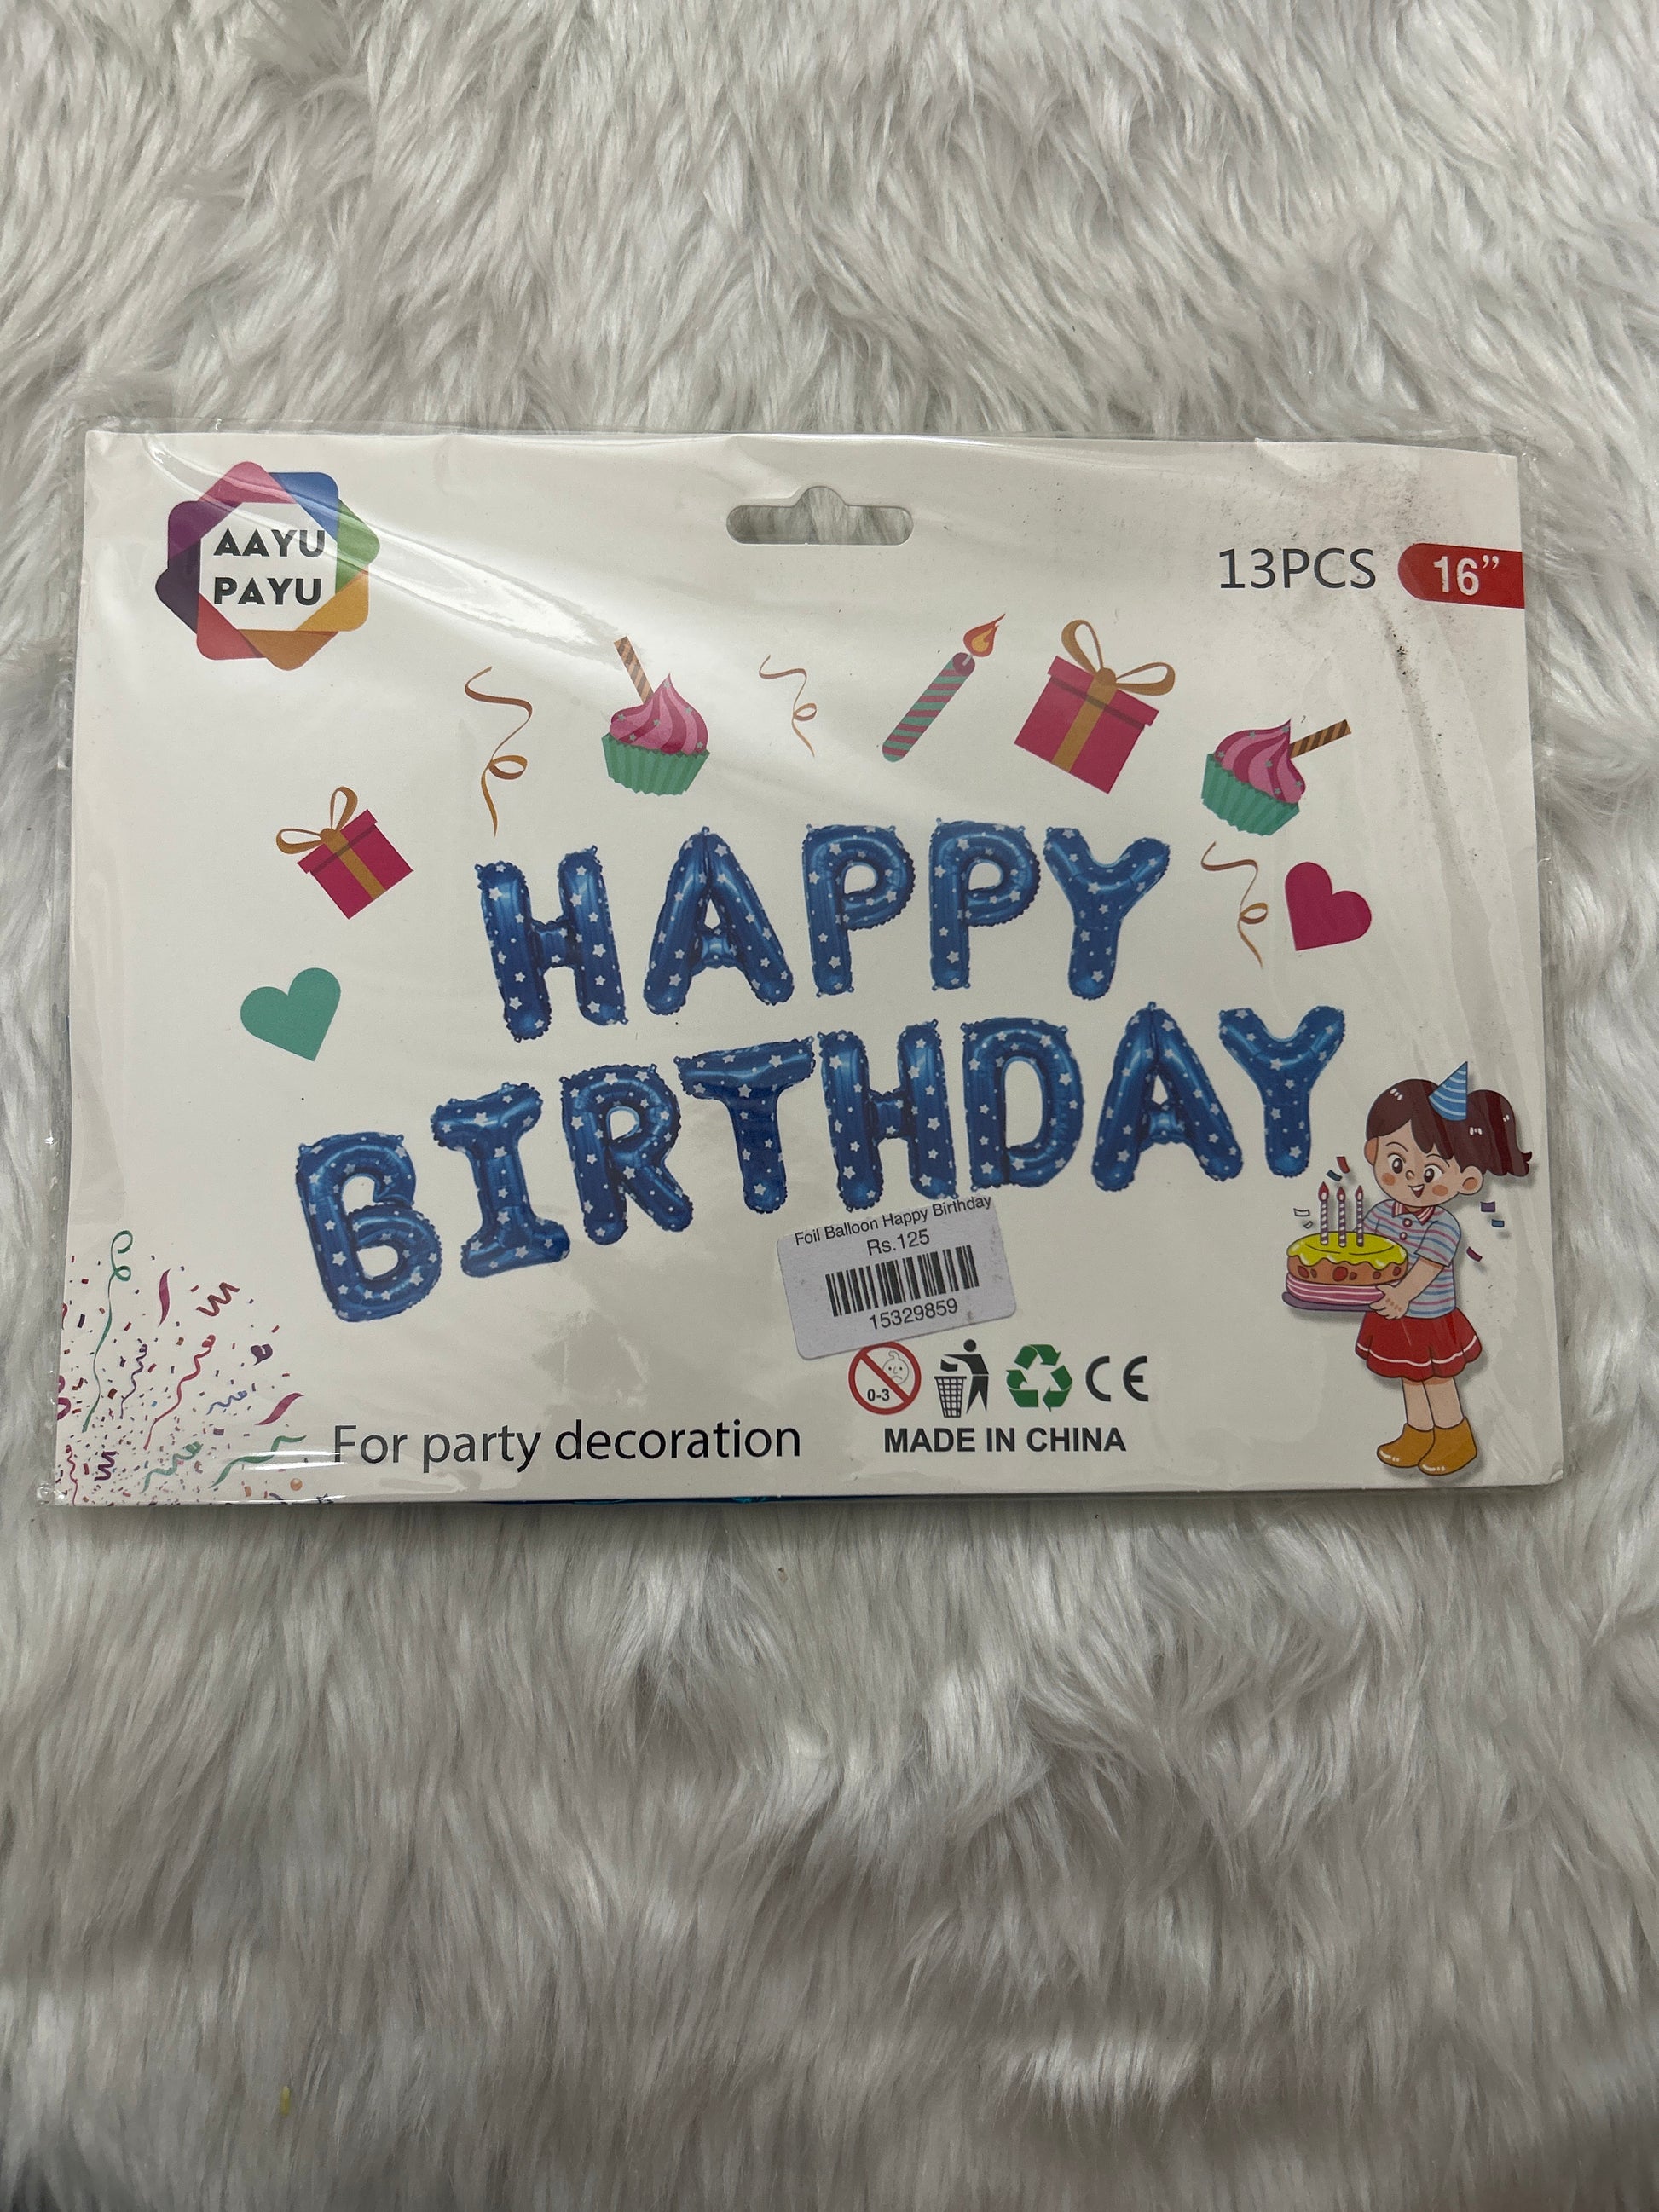 AAYU
PAYU
13PCS 16”
HAPPY
BIRTHDAY
Foil Balloon Happy Birthday
Rs.125
15329859
0-3
CE
For party decoration
MADE IN CHINA